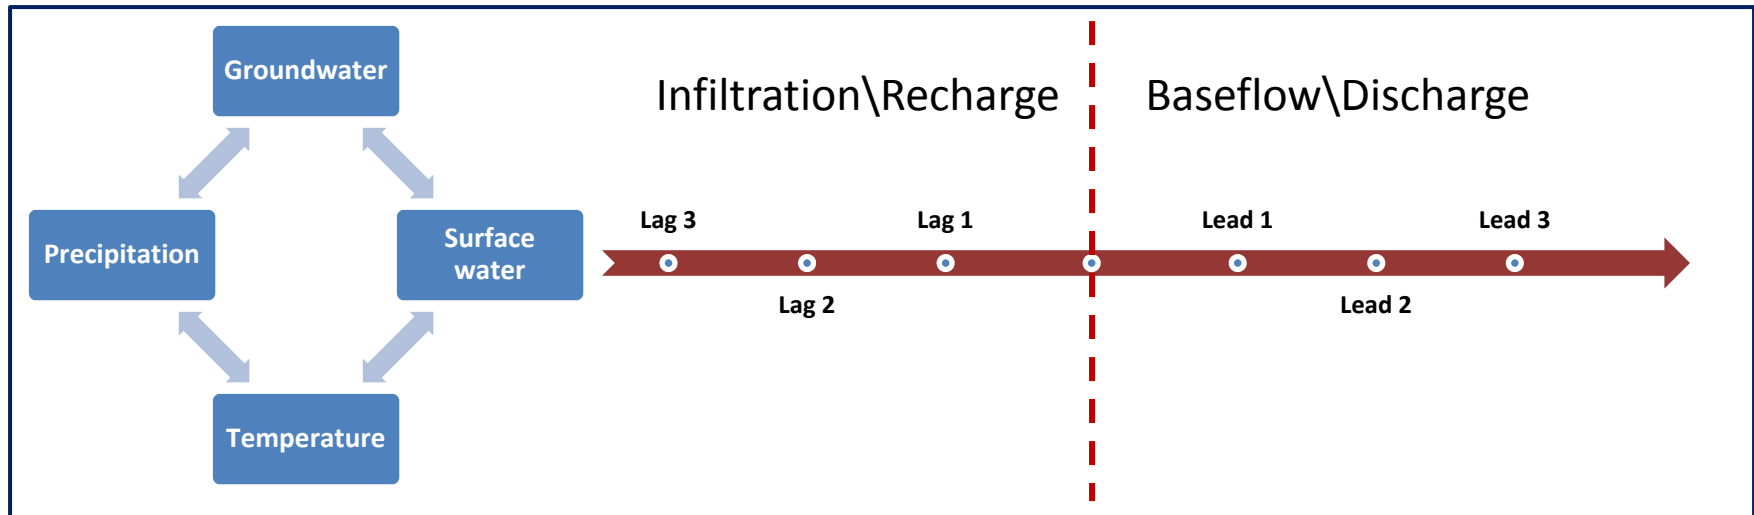 Groundwater
Precipitation
Surface
water
Temperature
Infiltration\Recharge
Baseflow\Discharge
Lag 3
Lag 1
Lead 1
Lead 3
Lag 2
Lead 2